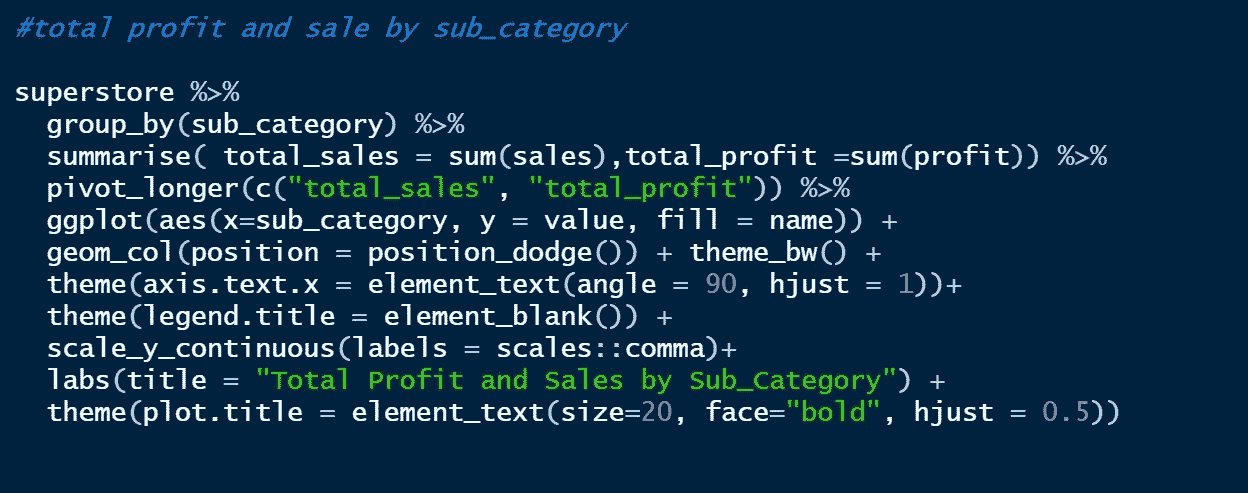 #total profit and sale by sub_category
superstore %>%
  group_by(sub_category) %>%
  summarise( total_sales = sum(sales),total_profit =sum(profit)) %>%
  pivot_longer(c("total_sales", "total_profit")) %>%
  ggplot(aes(x=sub_category, y = value, fill = name)) +
  geom_col(position = position_dodge()) + theme_bw() +
  theme(axis.text.x = element_text(angle = 90, hjust = 1))+
  theme(legend.title = element_blank()) +
  scale_y_continuous(labels = scales::comma)+
  labs(title = "Total Profit and Sales by Sub_Category") +
  theme(plot.title = element_text(size=20, face="bold", hjust = 0.5))